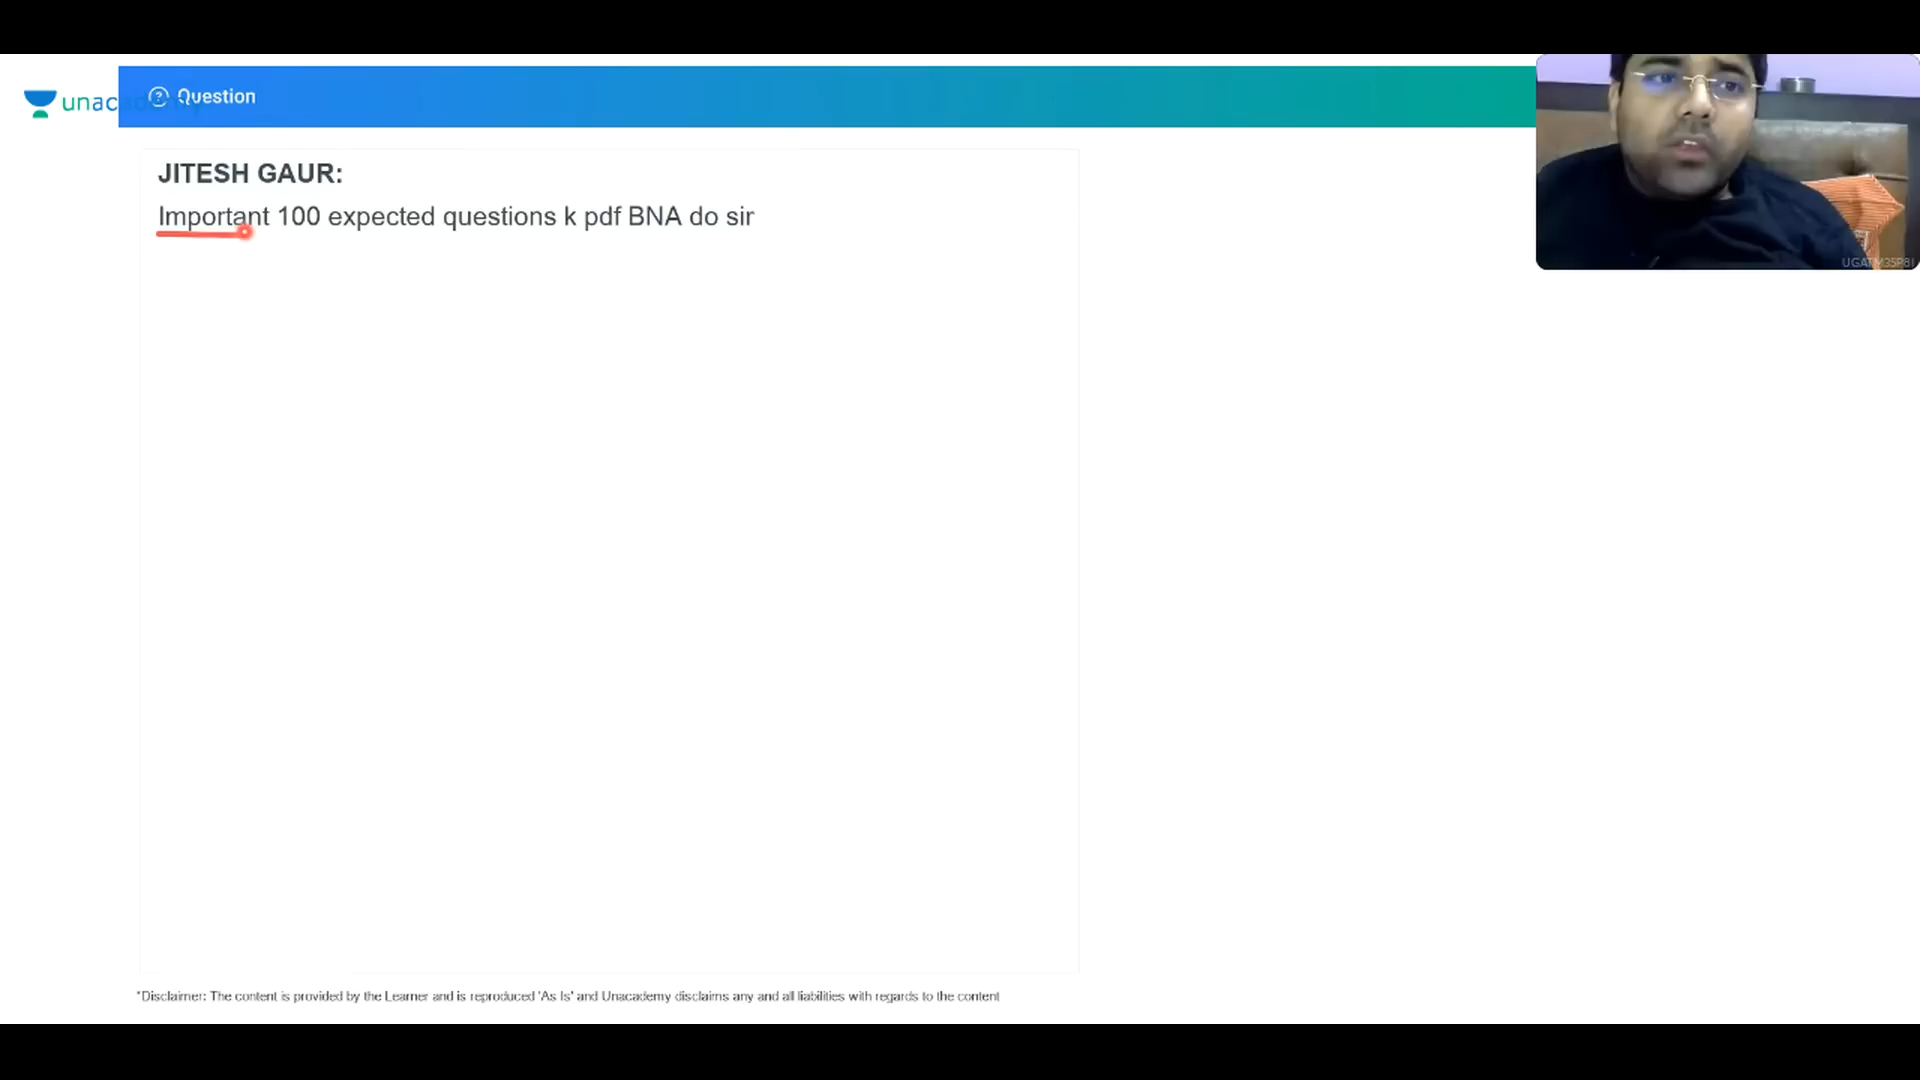 unacademy
Question
JITESH GAUR:
Important 100 expected questions k pdf BNA do sir
*Disclaimer: The content is provided by the Learner and is reproduced 'As Is' and Unacademy disclaims any and all liabilities with regards to the content